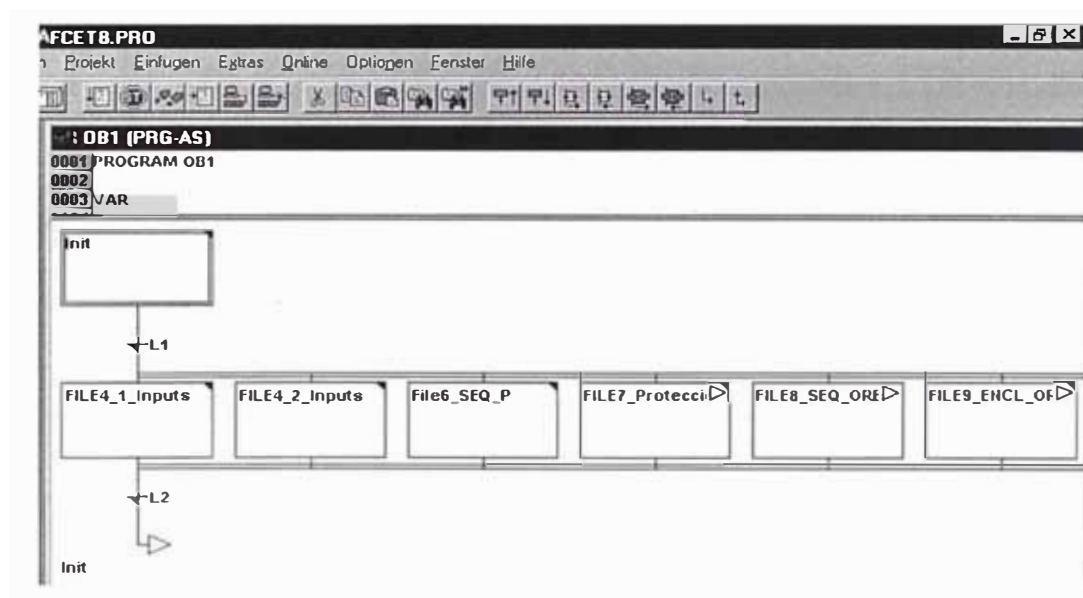 AFCET8.PRO
Projekt Einfugen Extras Online Optionen Fenster Hilfe
OB1 (PRG-AS)
0001 PROGRAM OB1
0002
0003 VAR
Init
L1
FILE4_1_Inputs FILE4_2_Inputs File6_SEQ_P FILE7_Protecci FILE8_SEQ_ORE FILE9_ENCL_OF
L2
Init